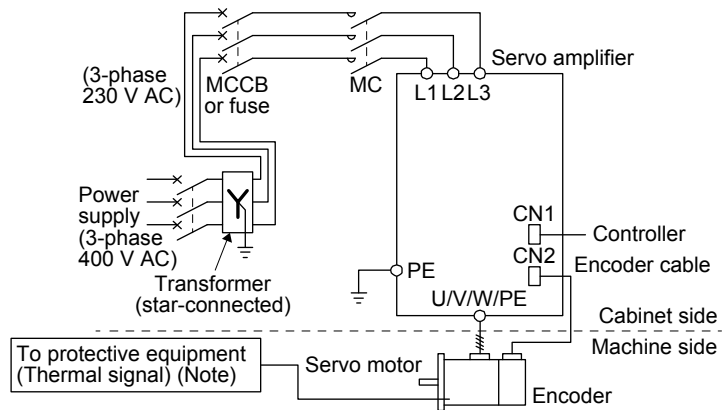 (3-phase
230 V AC)
MCCB
or fuse
MC
Servo amplifier
L1 L2 L3
Power
supply
(3-phase
400 V AC)
Transformer
(star-connected)
PE
CN1
Controller
CN2
Encoder cable
U/V/W/PE
Cabinet side
Machine side
To protective equipment
(Thermal signal) (Note)
Servo motor
Encoder